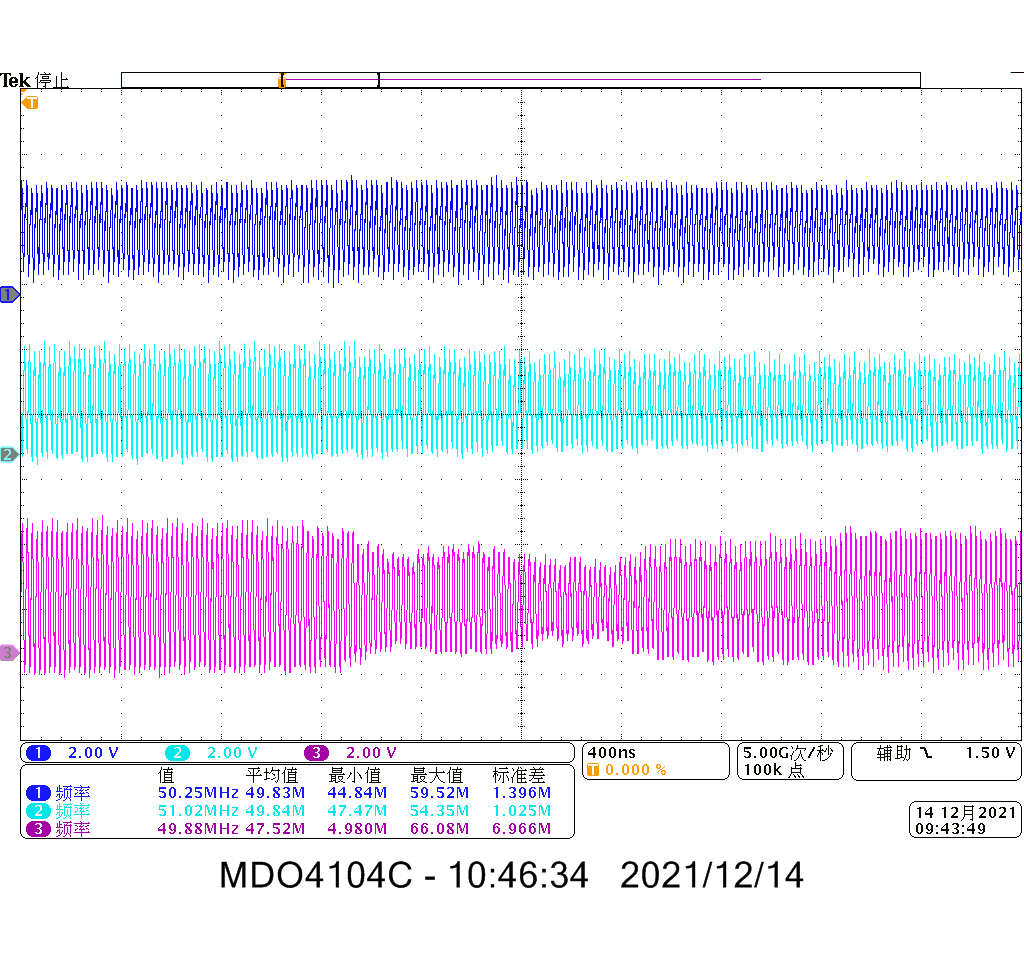 Tek 停止
T
1
2
3
1 2.00 V 2 2.00 V 3 2.00 V
400ns
T 0.000 %
5.00G次/秒
100k 点
辅助 1.50 V
值 平均值 最小值 最大值 标准差
1 频率 50.25MHz 49.83M 44.84M 59.52M 1.396M
2 频率 51.02MHz 49.84M 47.47M 54.35M 1.025M
3 频率 49.88MHz 47.52M 4.980M 66.08M 6.966M
14 12月2021
09:43:49
MDO4104C - 10:46:34 2021/12/14